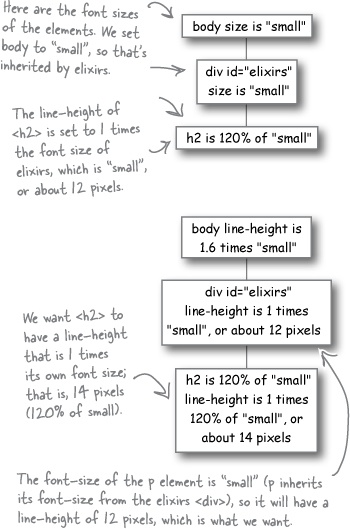 Here are the font sizes
of the elements. We set
body to “small”, so that’s
inherited by elixirs.
body size is "small"
div id="elixirs"
size is "small"
The line-height of
<h2> is set to 1 times
the font size of
elixirs, which is “small”,
or about 12 pixels.
h2 is 120% of "small"
body line-height is
1.6 times "small"
div id="elixirs"
line-height is 1 times
"small", or about 12 pixels
We want <h2> to
have a line-height
that is 1 times
its own font size;
that is, 14 pixels
(120% of small).
h2 is 120% of "small"
line-height is 1 times
120% of "small", or
about 14 pixels
The font-size of the p element is “small” (p inherits
its font-size from the elixirs <div>), so it will have a
line-height of 12 pixels, which is what we want.